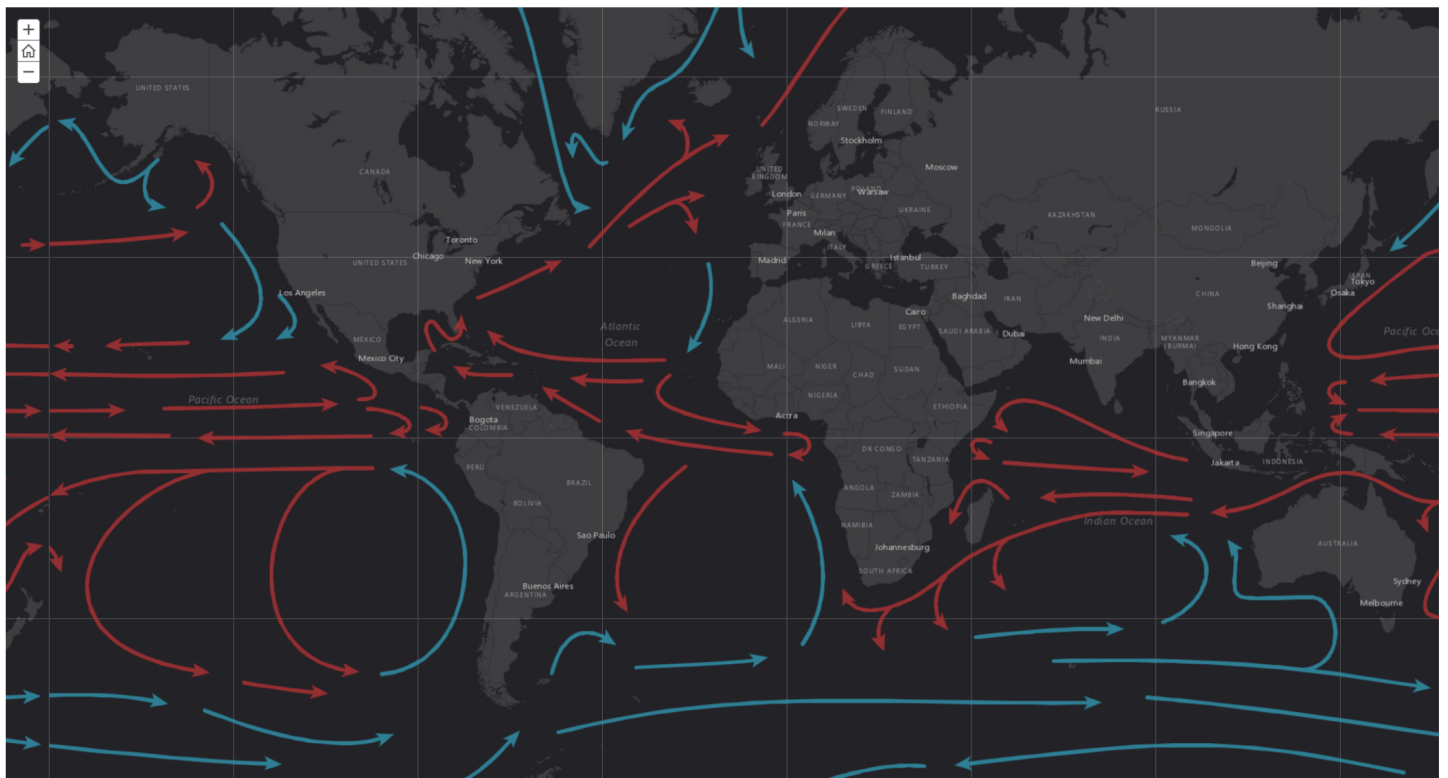 +
−
UNITED STATES
RUSSIA
SWEDEN
FINLAND
NORWAY
Stockholm
CANADA
UNITED
KINGDOM
Moscow
London
GERMANY
POLAND
Warsaw
Paris
UKRAINE
KAZAKHSTAN
FRANCE
MONGOLIA
Milan
Toronto
ITALY
Chicago
New York
UNITED STATES
Madrid
Istanbul
GREECE
TURKEY
Beijing
JAPAN
Tokyo
Osaka
Los Angeles
Baghdad
IRAN
CHINA
Shanghai
Cairo
ALGERIA
LIBYA
EGYPT
New Delhi
Atlantic
Ocean
SAUDI ARABIA
Dubai
Pacific Oce
MÉXICO
INDIA
MYANMAR
(BURMA)
Hong Kong
Mexico City
Mumbai
MALI
NIGER
CHAD
SUDAN
Bangkok
NIGERIA
Pacific Ocean
VENEZUELA
ETHIOPIA
Accra
Bogota
COLOMBIA
Singapore
DR CONGO
TANZANIA
Jakarta
INDONESIA
PERU
BRAZIL
ANGOLA
ZAMBIA
BOLIVIA
NAMIBIA
Indian Ocean
Sao Paulo
Johannesburg
AUSTRALIA
SOUTH AFRICA
Buenos Aires
ARGENTINA
Sydney
Melbourne